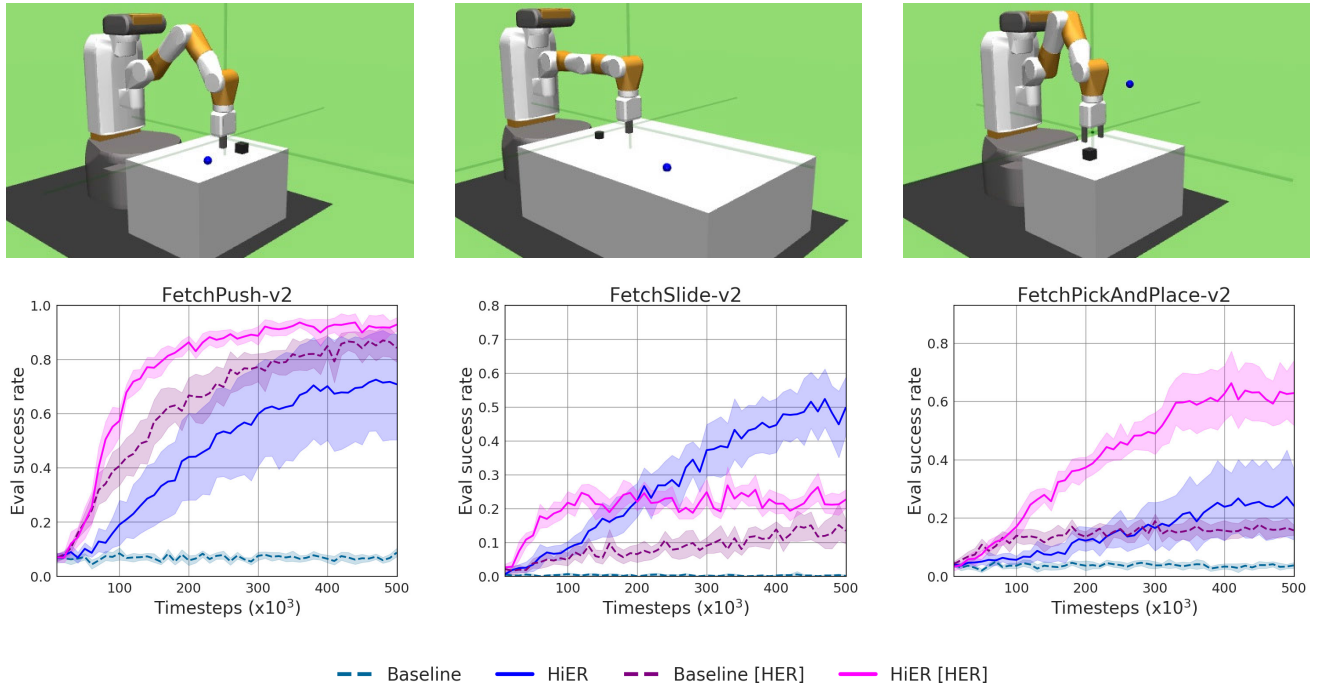 FetchPush-v2
Eval success rate
1.0
0.8
0.6
0.4
0.2
0.0
100 200 300 400 500
Timesteps (x10³)
FetchSlide-v2
Eval success rate
0.8
0.7
0.6
0.5
0.4
0.3
0.2
0.1
0.0
100 200 300 400 500
Timesteps (x10³)
FetchPickAndPlace-v2
Eval success rate
0.8
0.6
0.4
0.2
0.0
100 200 300 400 500
Timesteps (x10³)
Baseline HiER Baseline [HER] HiER [HER]